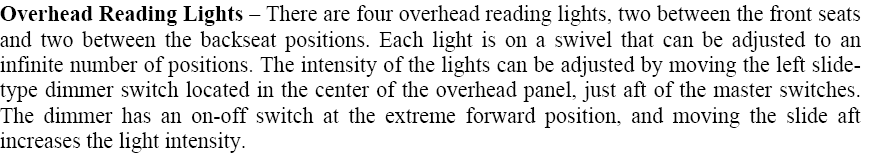 Overhead Reading Lights – There are four overhead reading lights, two between the front seats
and two between the backseat positions. Each light is on a swivel that can be adjusted to an
infinite number of positions. The intensity of the lights can be adjusted by moving the left slide-
type dimmer switch located in the center of the overhead panel, just aft of the master switches.
The dimmer has an on-off switch at the extreme forward position, and moving the slide aft
increases the light intensity.